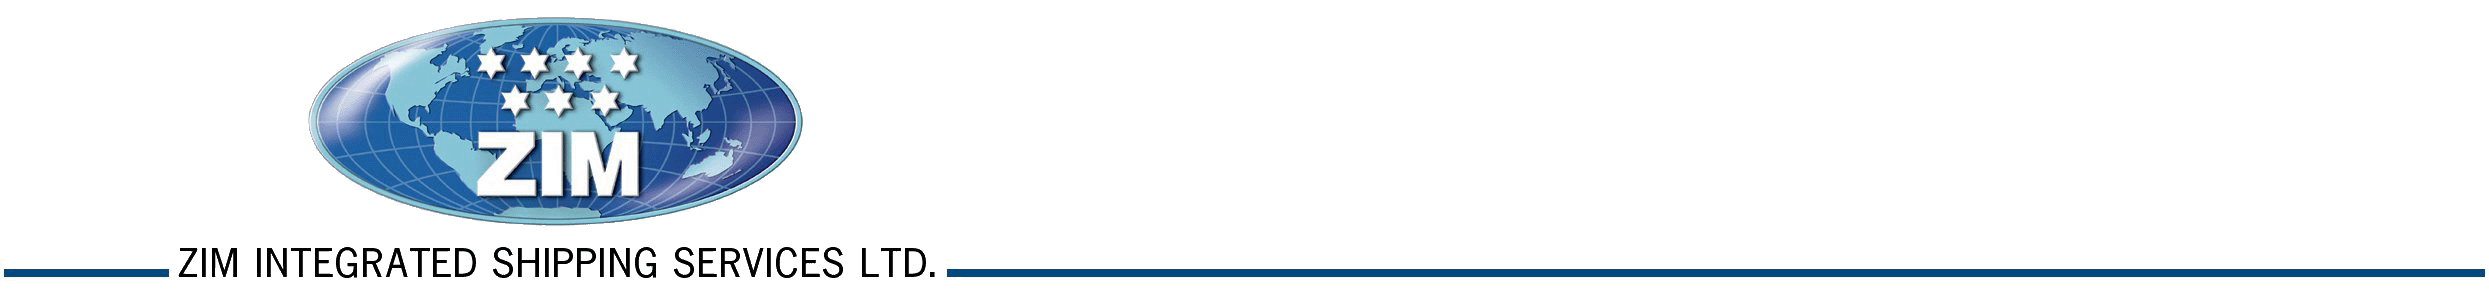 ZIM
ZIM INTEGRATED SHIPPING SERVICES LTD.